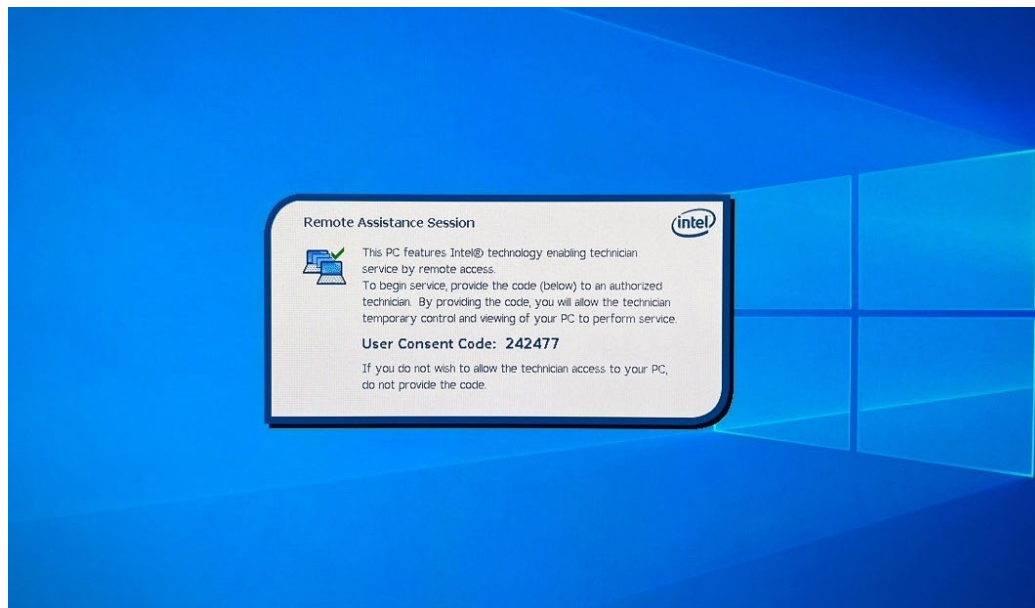 Remote Assistance Session
intel
This PC features Intel® technology enabling technician
service by remote access.
To begin service, provide the code (below) to an authorized
technician. By providing the code, you will allow the technician
temporary control and viewing of your PC to perform service.
User Consent Code: 242477
If you do not wish to allow the technician access to your PC,
do not provide the code.